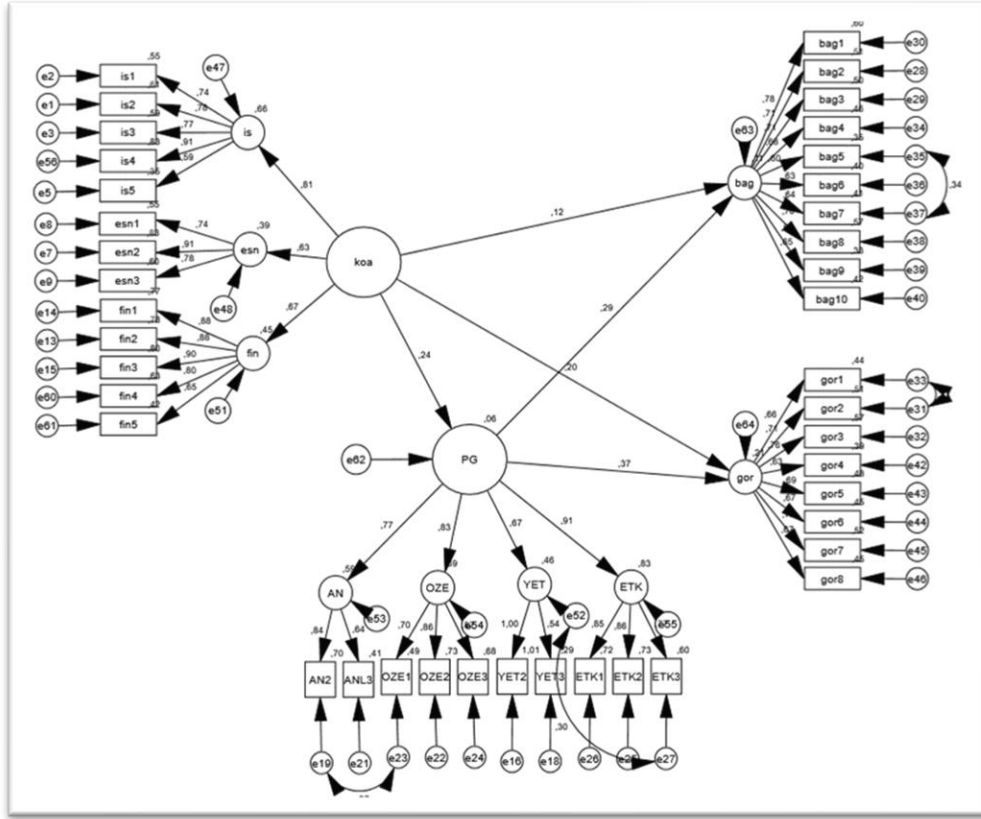 e2 is1 ,55
e1 is2
e3 is3
e56 is4
e5 is5
,74
,77
,91
,59
e47
is ,66
,81
e8 esn1
e7 esn2
e9 esn3
,74
,91
,78
esn ,39
e48
,63
e14 fin1
e13 fin2
e15 fin3
e60 fin4
e61 fin5
,88
,86
,90
,80
,65
fin ,45
e51
,67
koa
,12
,24
,20
,29
,37
e62
PG ,06
e63
bag
,78
,63
bag1 e30
bag2 e28
bag3 e29
bag4 e34
bag5 e35
bag6 e36
bag7 e37
bag8 e38
bag9 e39
bag10 e40
,34
e64
gor
,66
,44
gor1 e33
gor2 e31
gor3 e32
gor4 e42
gor5 e43
gor6 e44
gor7 e45
gor8 e46
,77
,83
,67
,91
AN
e53
OZE
e54
YET ,46
e52
ETK ,83
e55
,84 ,64 ,70 ,86 1,00 ,54 ,85 ,86
,70 ,41 ,49 ,73 ,68 1,01 ,29 ,72 ,73 ,60
AN2 ANL3 OZE1 OZE2 OZE3 YET2 YET3 ETK1 ETK2 ETK3
,30
e19 e21 e23 e22 e24 e16 e18 e26 e27